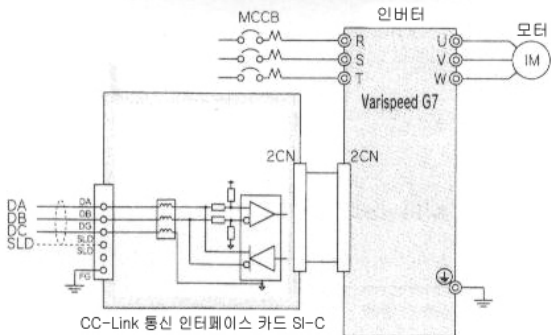 MCCB
인버터
모터
R
U
S
V
IM
T
W
Varispeed G7
2CN
2CN
DA
DA
DB
DB
DC
DG
SLD
SLD
SLD
FG
CC-Link 통신 인터페이스 카드 SI-C